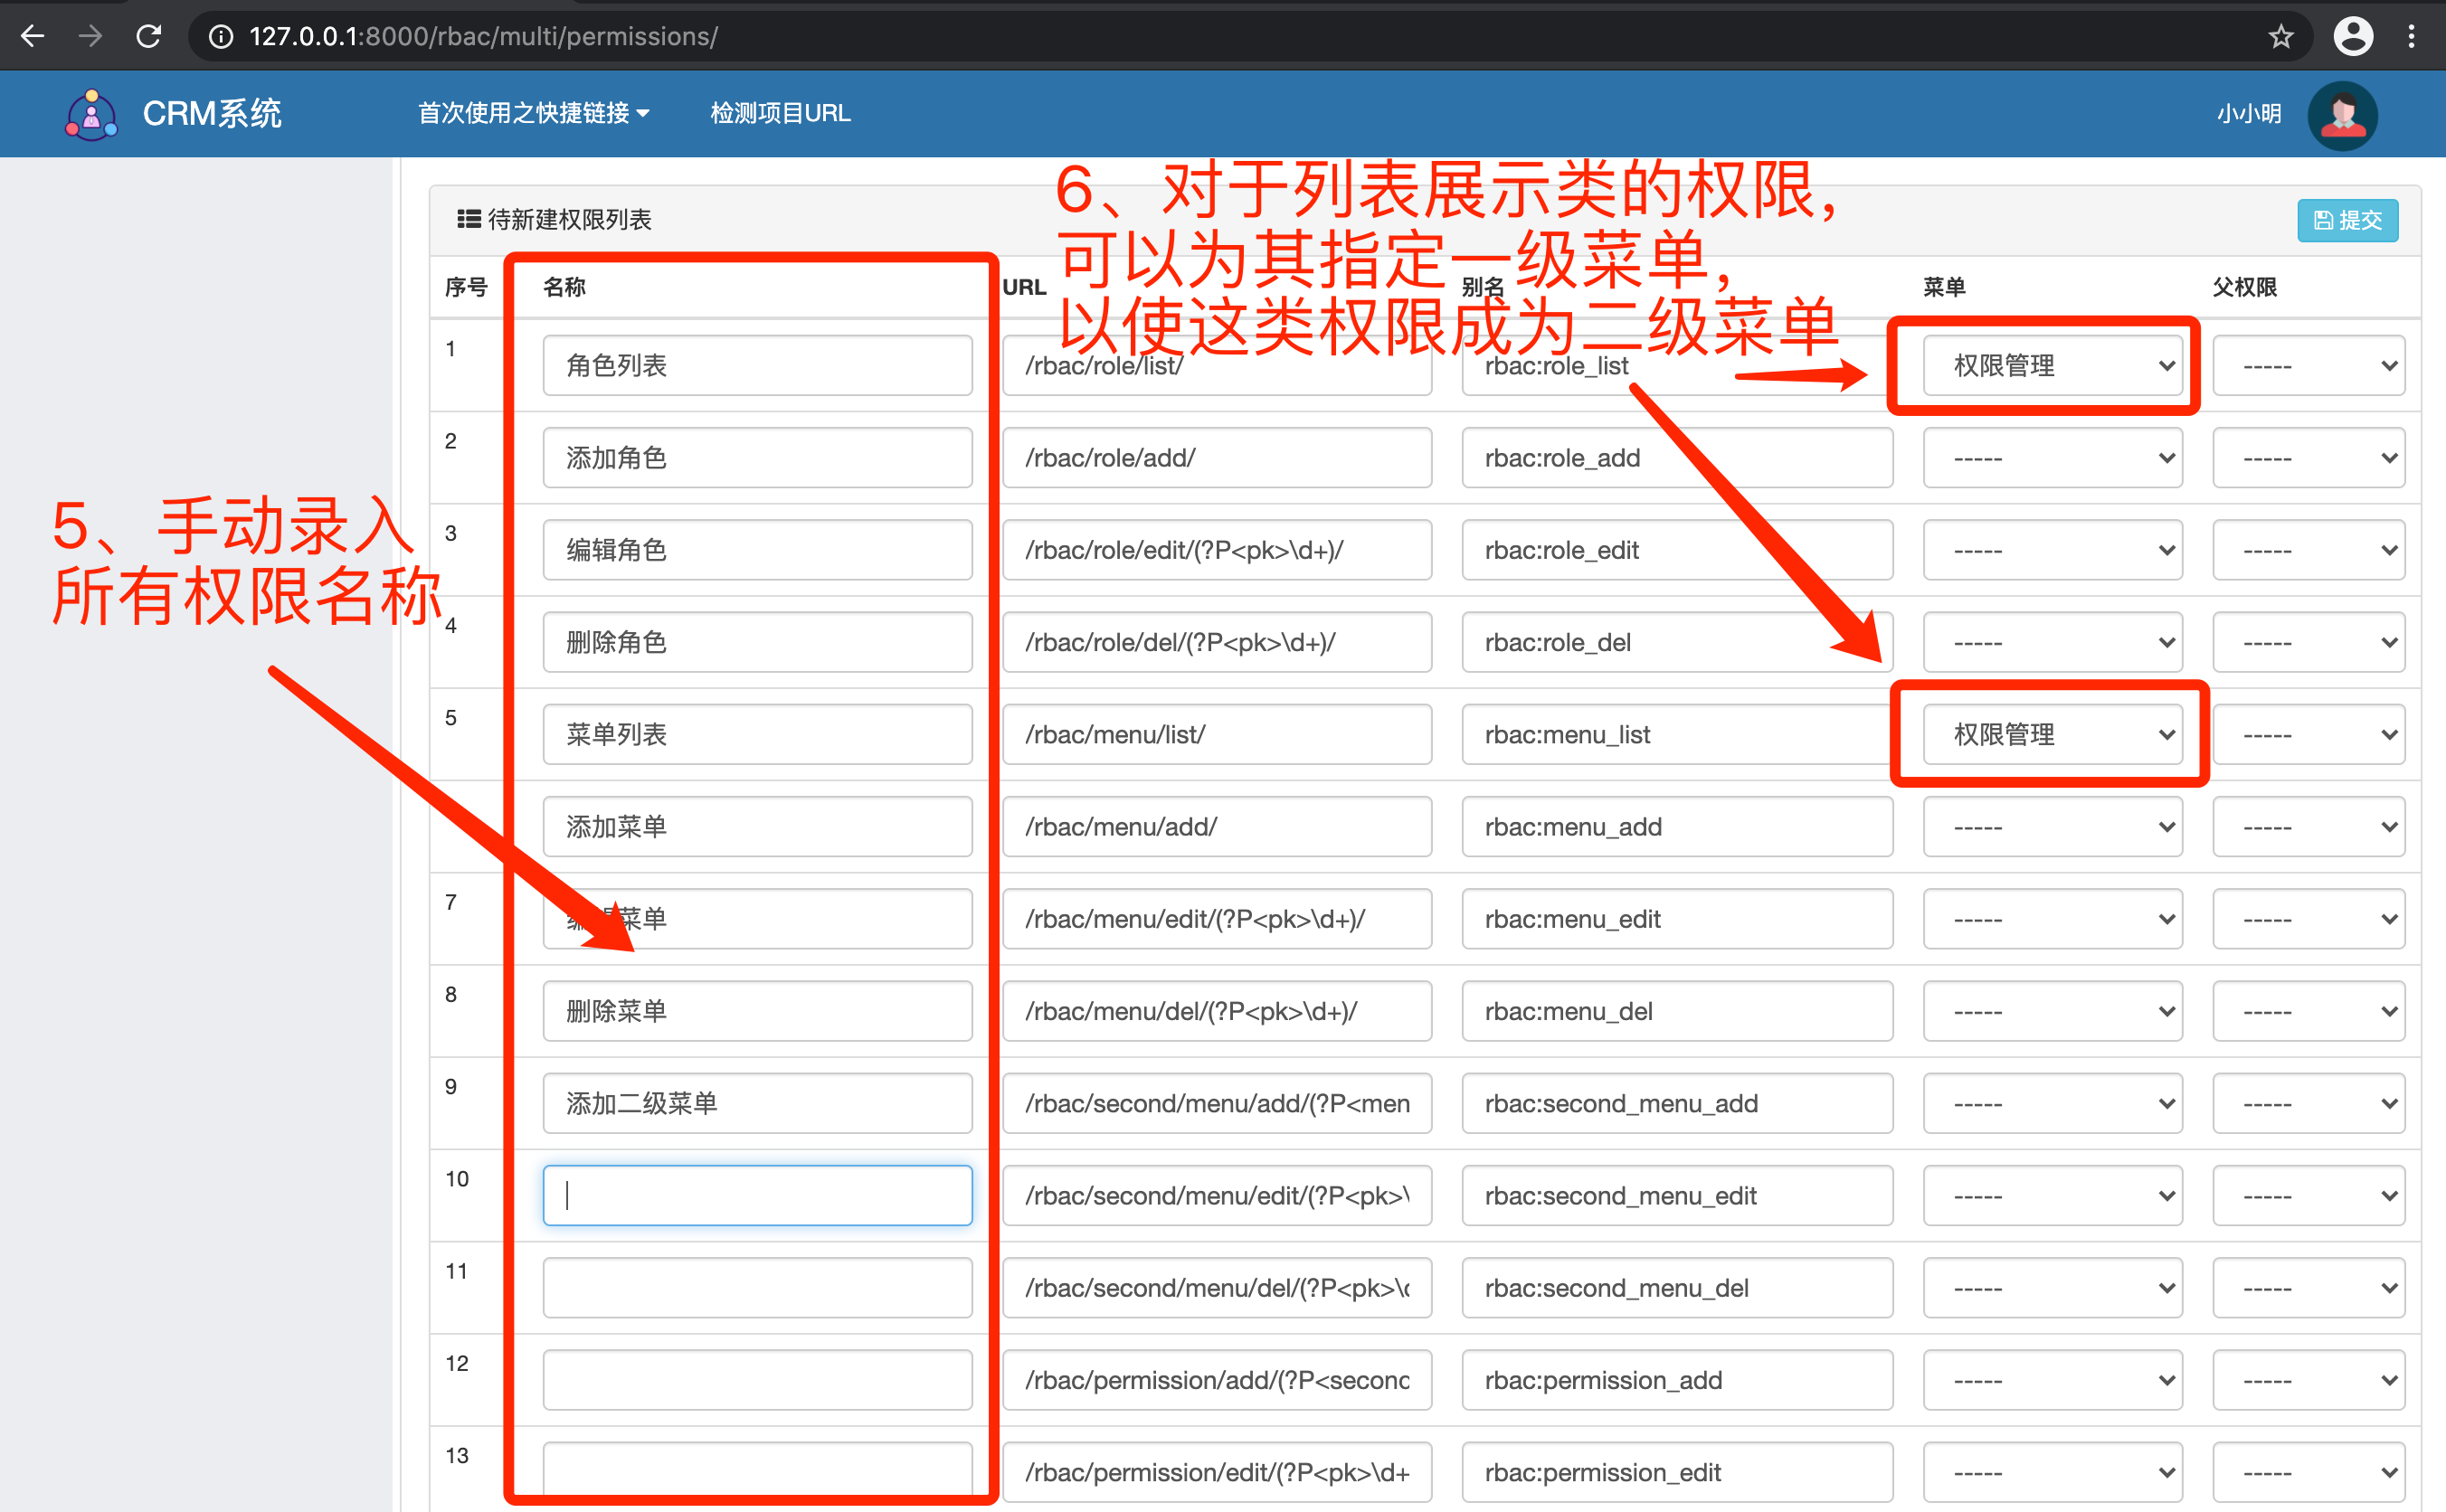 127.0.0.1:8000/rbac/multi/permissions/
CRM系统
首次使用之快捷链接
检测项目URL
小小明
6、对于列表展示类的权限，
可以为其指定一级菜单，
以使这类权限成为二级菜单
待新建权限列表
提交
序号 名称 URL 别名 菜单 父权限
1 角色列表 /rbac/role/list/ rbac:role_list 权限管理 -----
2 添加角色 /rbac/role/add/ rbac:role_add ----- -----
5、手动录入
所有权限名称
3 编辑角色 /rbac/role/edit/(?P<pk>\d+)/ rbac:role_edit ----- -----
4 删除角色 /rbac/role/del/(?P<pk>\d+)/ rbac:role_del ----- -----
5 菜单列表 /rbac/menu/list/ rbac:menu_list 权限管理 -----
添加菜单 /rbac/menu/add/ rbac:menu_add ----- -----
7 菜单 /rbac/menu/edit/(?P<pk>\d+)/ rbac:menu_edit ----- -----
8 删除菜单 /rbac/menu/del/(?P<pk>\d+)/ rbac:menu_del ----- -----
9 添加二级菜单 /rbac/second/menu/add/(?P<men rbac:second_menu_add ----- -----
10 /rbac/second/menu/edit/(?P<pk>\ rbac:second_menu_edit ----- -----
11 /rbac/second/menu/del/(?P<pk>\ rbac:second_menu_del ----- -----
12 /rbac/permission/add/(?P<second rbac:permission_add ----- -----
13 /rbac/permission/edit/(?P<pk>\d+ rbac:permission_edit ----- -----